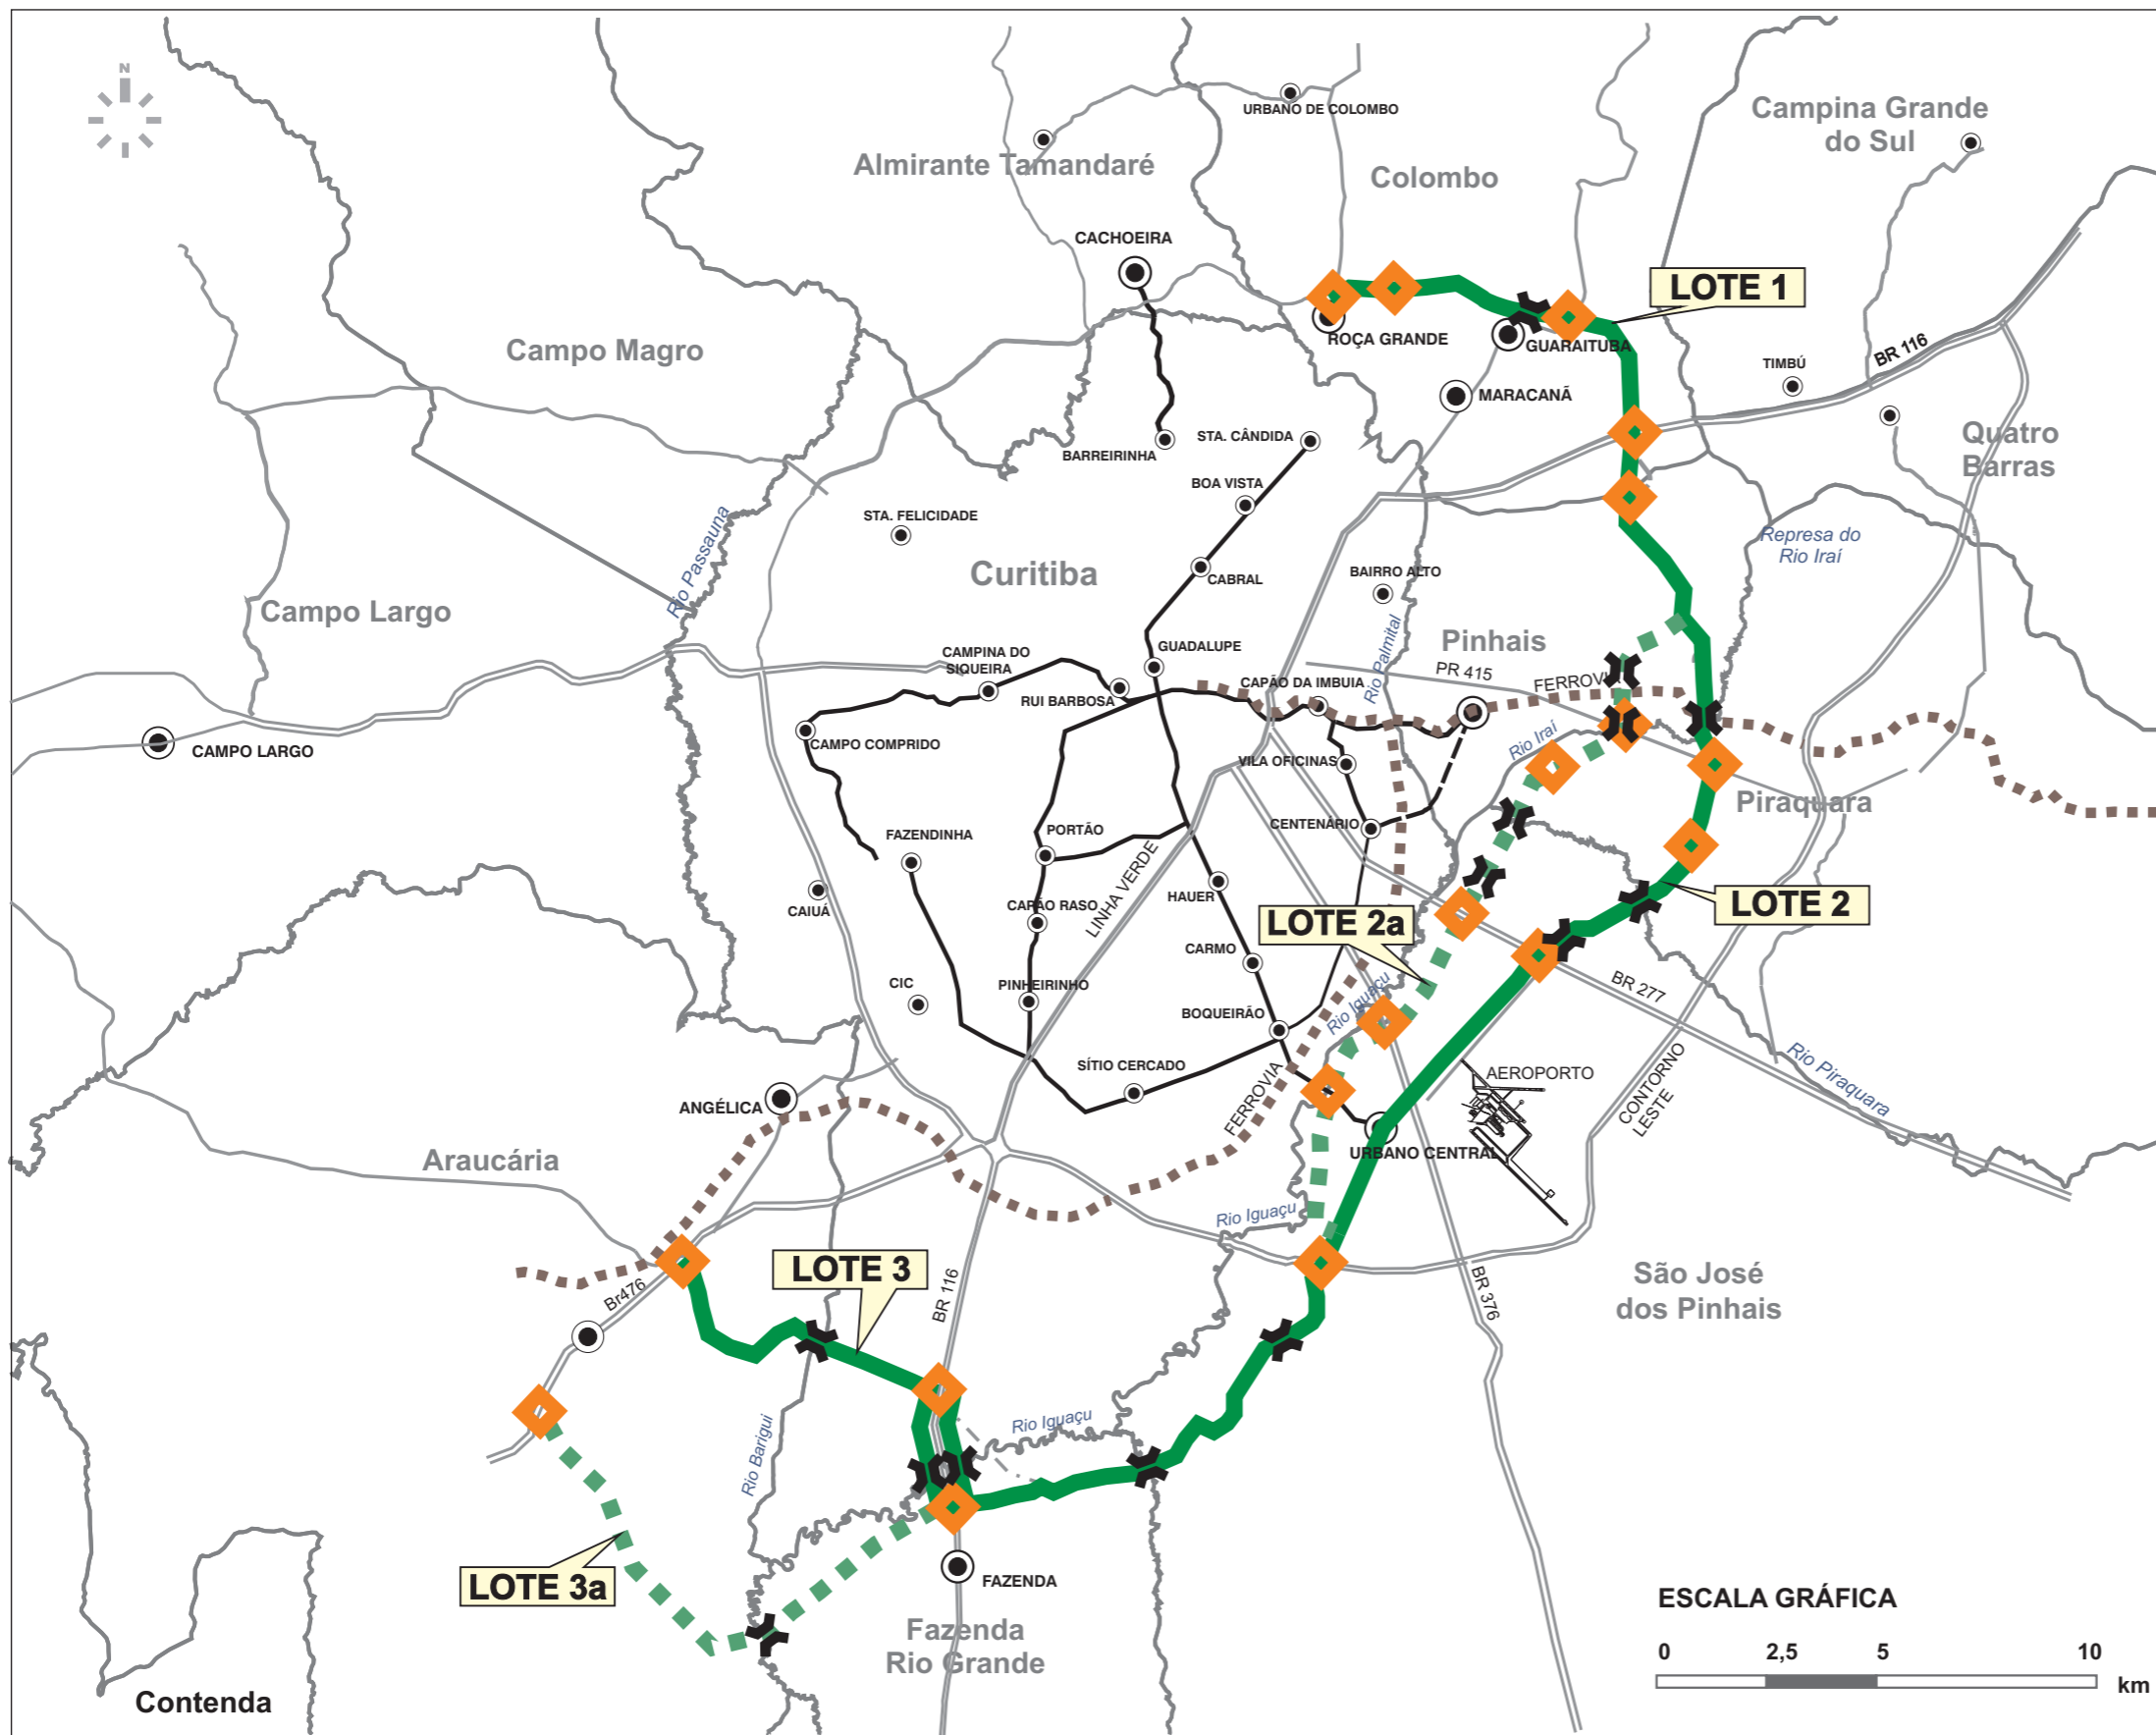 N
URBANO DE COLOMBO
Campina Grande
do Sul
Almirante Tamandaré
Colombo
CACHOEIRA
LOTE 1
ROÇA GRANDE
GUARAITUBA
BR 116
Campo Magro
TIMBÚ
MARACANÃ
Quatro
Barras
STA. CÂNDIDA
BARREIRINHA
BOA VISTA
STA. FELICIDADE
Rio Passauna
Represa do
Rio Iraí
Curitiba
CABRAL
BAIRRO ALTO
Campo Largo
Rio Palmital
Pinhais
GUADALUPE
CAMPINA DO
SIQUEIRA
PR 415
CAPÃO DA IMBUIA
FERROVIA
RUI BARBOSA
CAMPO LARGO
CAMPO COMPRIDO
Rio Iraí
VILA OFICINAS
Piraquara
CENTENÁRIO
FAZENDINHA
PORTÃO
LINHA VERDE
HAUER
CAIUÁ
CAPÃO RASO
LOTE 2
LOTE 2a
CARMO
CIC
PINHEIRINHO
BR 277
Rio Iguaçu
BOQUEIRÃO
SÍTIO CERCADO
FERROVIA
AEROPORTO
CONTORNO
LESTE
Rio Piraquara
ANGÉLICA
URBANO CENTRAL
Araucária
Rio Iguaçu
LOTE 3
Br476
BR 116
BR 376
São José
dos Pinhais
Rio Iguaçu
Rio Barigui
LOTE 3a
FAZENDA
Fazenda
Rio Grande
Contenda
ESCALA GRÁFICA
0 2,5 5 10
km